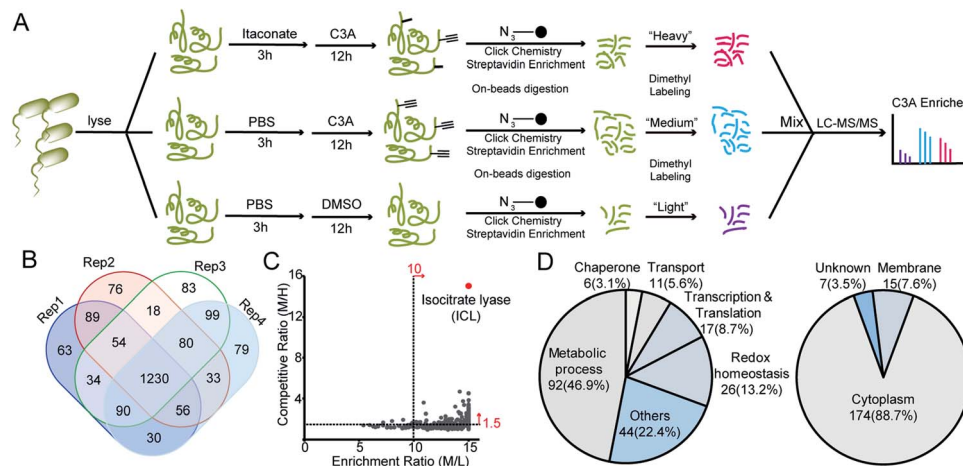 A
lyse
Itaconate
3h
C3A
12h
N3
Click Chemistry
Streptavidin Enrichment
On-beads digestion
"Heavy"
Dimethyl
Labeling
PBS
3h
C3A
12h
N3
Click Chemistry
Streptavidin Enrichment
On-beads digestion
"Medium"
Dimethyl
Labeling
PBS
3h
DMSO
12h
N3
Click Chemistry
Streptavidin Enrichment
"Light"
Mix
LC-MS/MS
C3A Enriche
B
Rep1
Rep2
Rep3
Rep4
76
83
89
18
99
63
54
80
79
34
1230
33
90
56
30
C
Competitive Ratio (M/H)
16
12
8
4
0
10
Isocitrate lyase
(ICL)
1.5
0
5
10
15
Enrichment Ratio (M/L)
D
Chaperone
6(3.1%)
Transport
11(5.6%)
Transcription &
Translation
17(8.7%)
Redox
homeostasis
26(13.2%)
Others
44(22.4%)
Metabolic
process
92(46.9%)
Unknown
7(3.5%)
Membrane
15(7.6%)
Cytoplasm
174(88.7%)